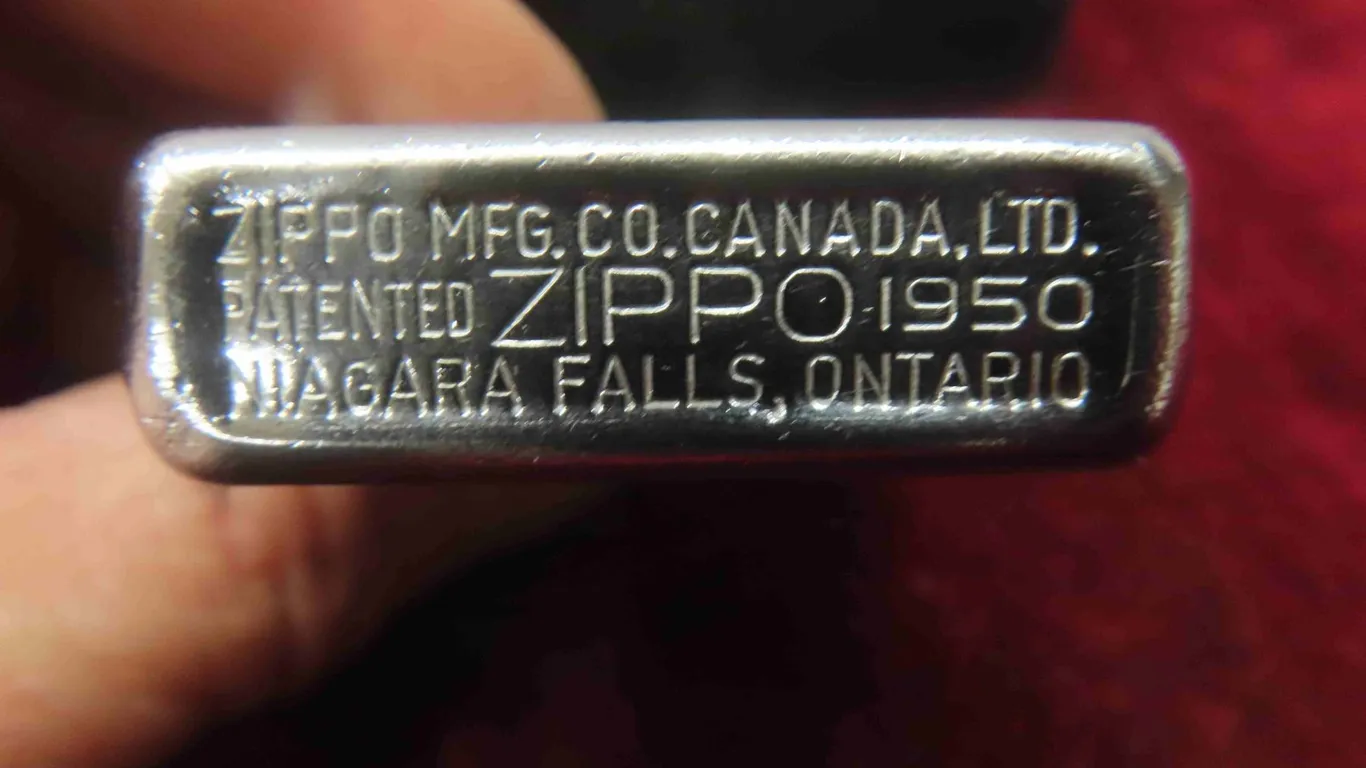 ZIPPO MFG.CO.CANADA,LTD.
PATENTED ZIPPO 1950
NIAGARA FALLS, ONTARIO